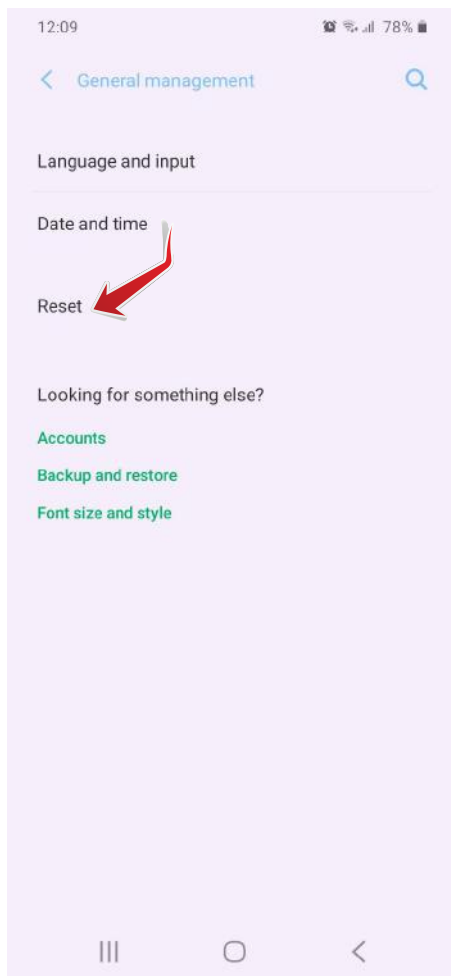 12:09
78%
General management
Language and input
Date and time
Reset
Looking for something else?
Accounts
Backup and restore
Font size and style